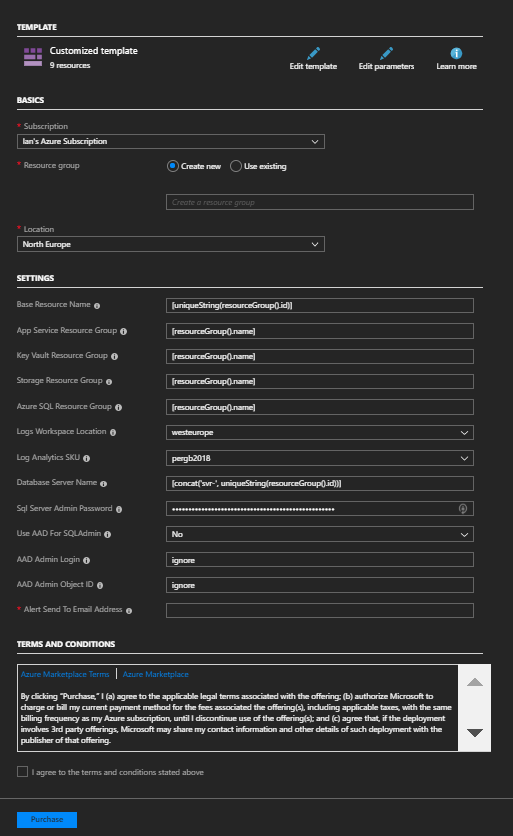 TEMPLATE
Customized template
9 resources
Edit template
Edit parameters
Learn more
BASICS
* Subscription
Ian's Azure Subscription
* Resource group
Create new
Use existing
Create a resource group
* Location
North Europe
SETTINGS
Base Resource Name
[uniqueString(resourceGroup().id)]
App Service Resource Group
[resourceGroup().name]
Key Vault Resource Group
[resourceGroup().name]
Storage Resource Group
[resourceGroup().name]
Azure SQL Resource Group
[resourceGroup().name]
Logs Workspace Location
westeurope
Log Analytics SKU
pergb2018
Database Server Name
[concat('svr-', uniqueString(resourceGroup().id))]
Sql Server Admin Password
Use AAD For SQLAdmin
No
AAD Admin Login
ignore
AAD Admin Object ID
ignore
* Alert Send To Email Address
TERMS AND CONDITIONS
Azure Marketplace Terms | Azure Marketplace
By clicking "Purchase," I (a) agree to the applicable legal terms associated with the offering; (b) authorize Microsoft to
charge or bill my current payment method for the fees associated the offering(s), including applicable taxes, with the same
billing frequency as my Azure subscription, until I discontinue use of the offering(s); and (c) agree that, if the deployment
involves 3rd party offerings, Microsoft may share my contact information and other details of such deployment with the
publisher of that offering.
I agree to the terms and conditions stated above
Purchase